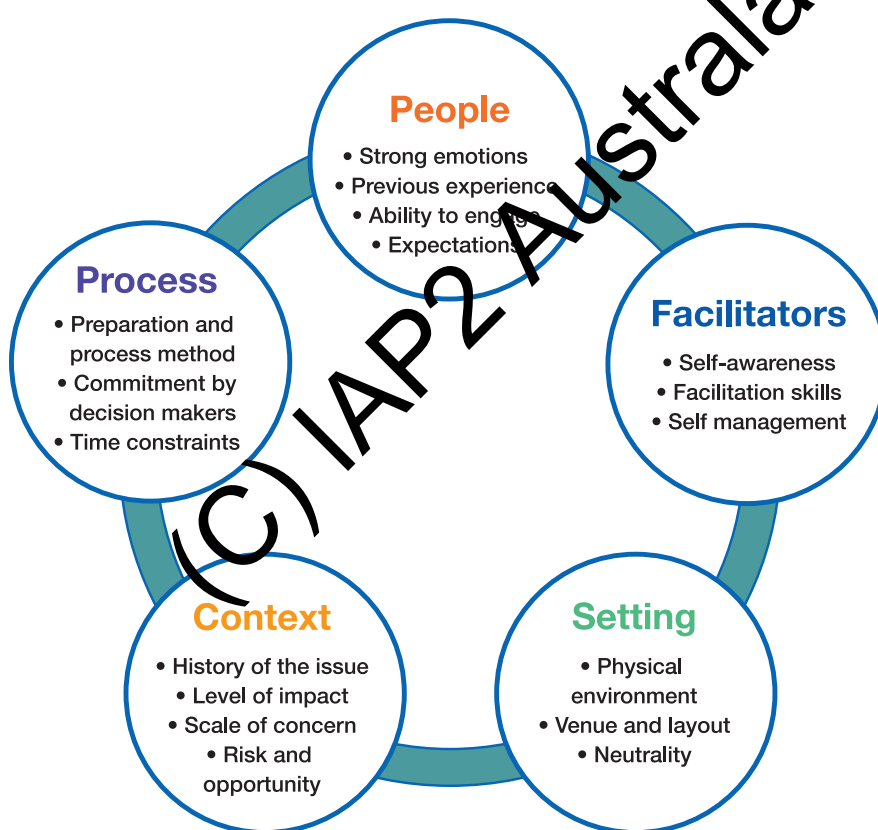 People
• Strong emotions
• Previous experience
• Ability to engage
• Expectations
Facilitators
• Self-awareness
• Facilitation skills
• Self management
Setting
• Physical
environment
• Venue and layout
• Neutrality
Context
• History of the issue
• Level of impact
• Scale of concern
• Risk and
opportunity
Process
• Preparation and
process method
• Commitment by
decision makers
• Time constraints
(C) IAP2 Austral